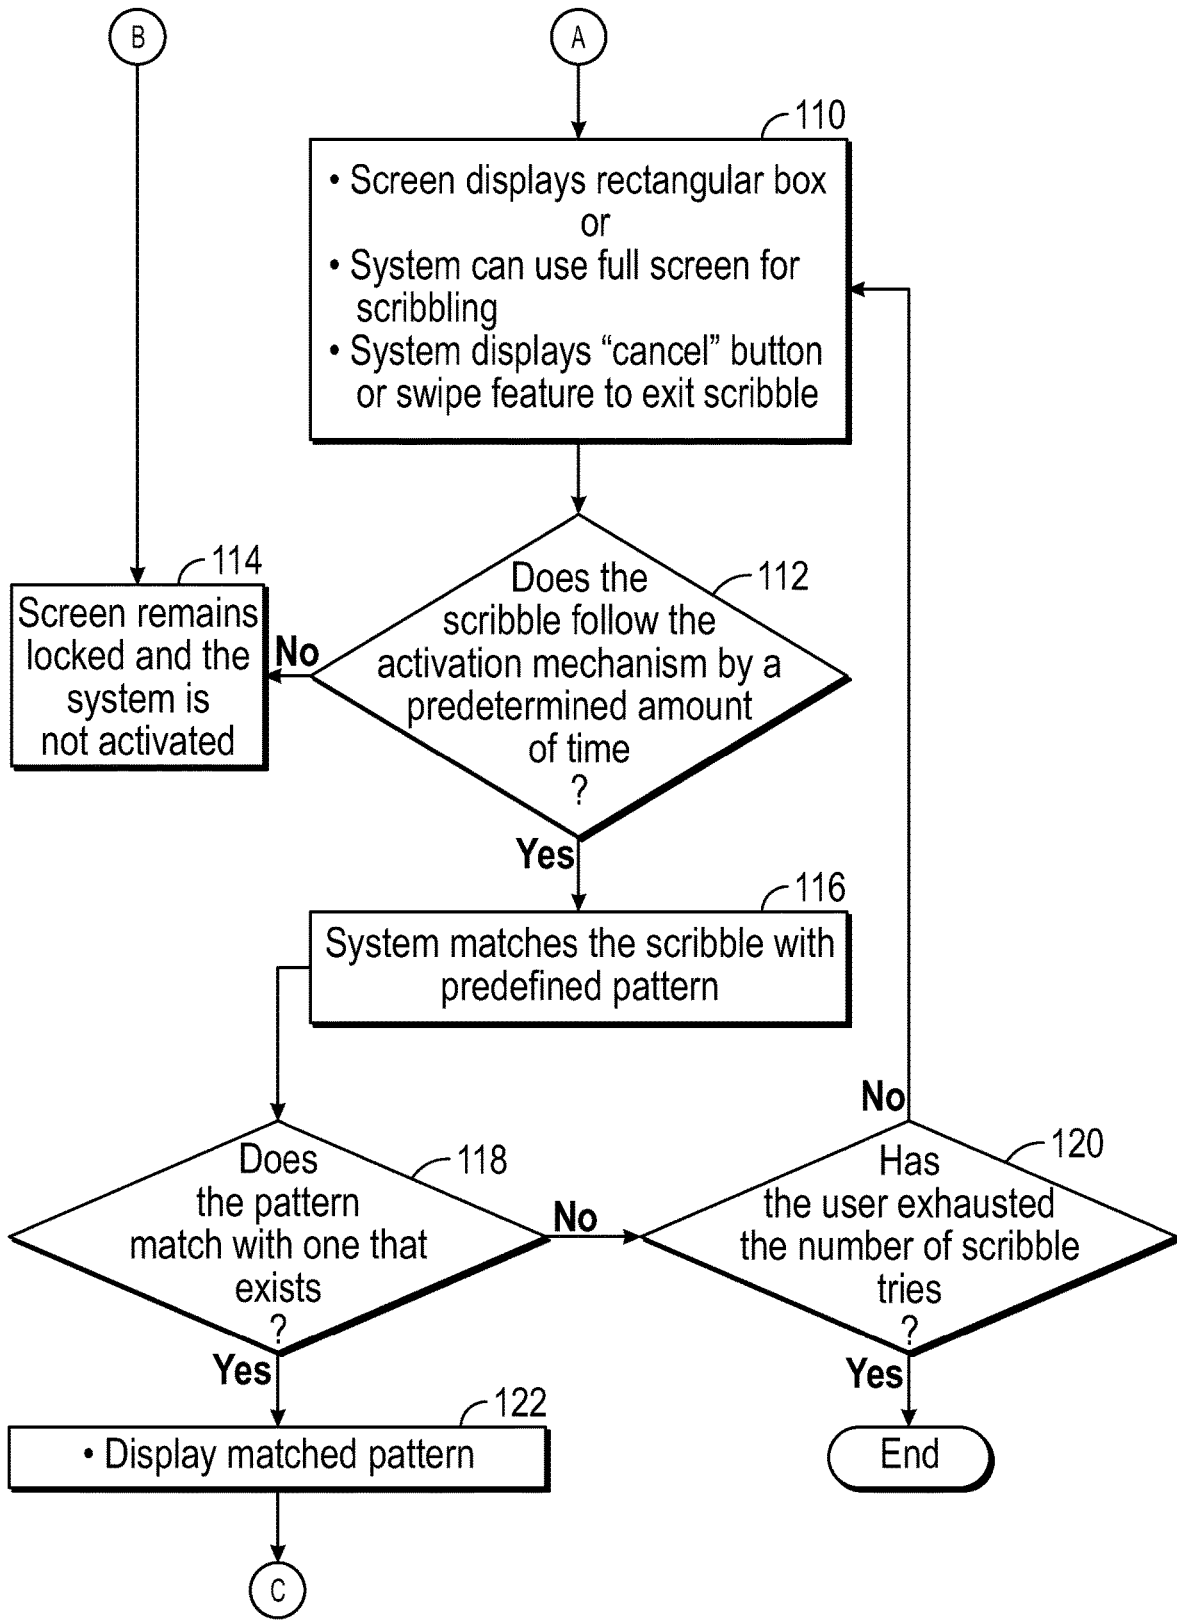 B
A
110
• Screen displays rectangular box
or
• System can use full screen for
scribbling
• System displays “cancel” button
or swipe feature to exit scribble
114
Screen remains
locked and the
system is
not activated
No
112
Does the
scribble follow the
activation mechanism by a
predetermined amount
of time
?
Yes
116
System matches the scribble with
predefined pattern
118
Does
the pattern
match with one that
exists
?
No
Yes
No
120
Has
the user exhausted
the number of scribble
tries
?
Yes
122
• Display matched pattern
End
C